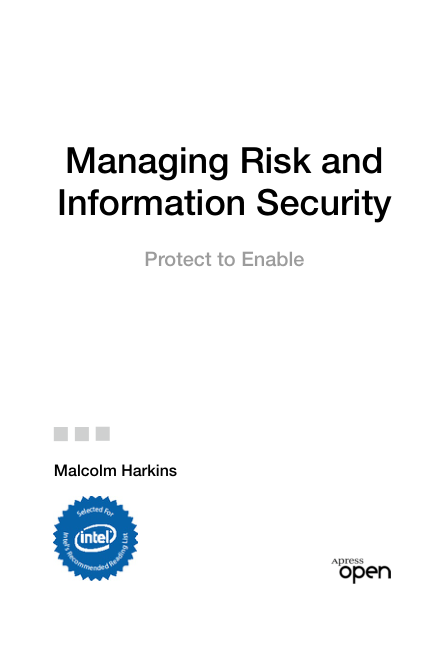 Managing Risk and
Information Security
Protect to Enable
Malcolm Harkins
Selected For
intel
Intel's Recommended Reading List
Apress
open